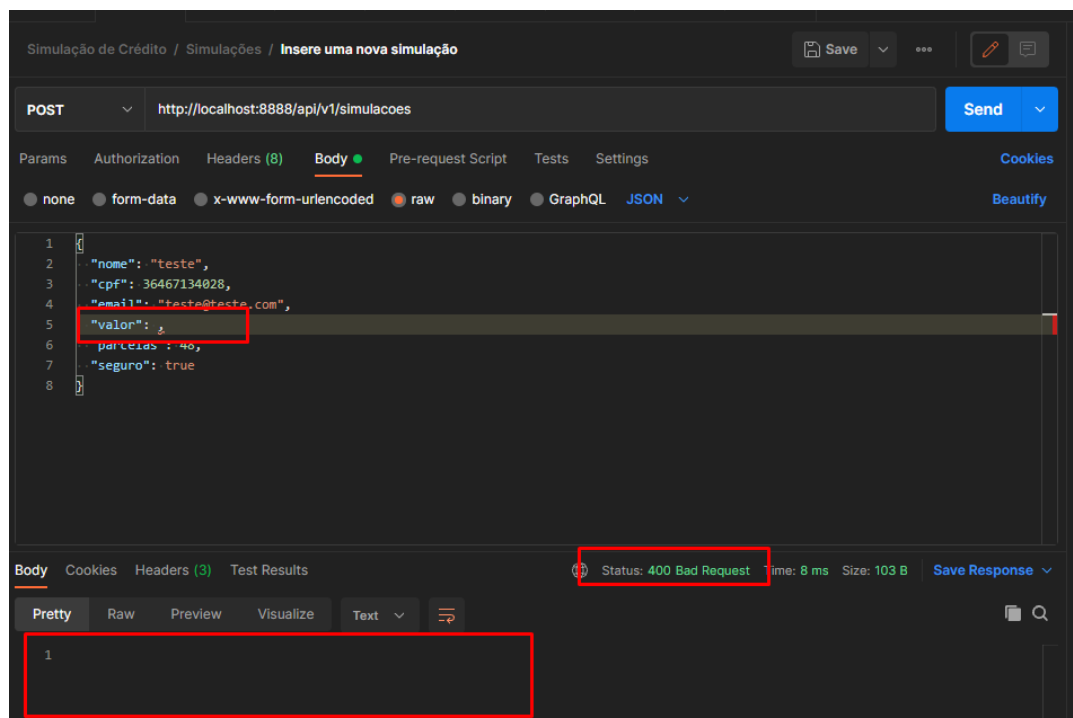 Simulação de Crédito / Simulações / Insere uma nova simulação
Save
POST
http://localhost:8888/api/v1/simulacoes
Send
Params Authorization Headers (8) Body Pre-request Script Tests Settings Cookies
none form-data x-www-form-urlencoded raw binary GraphQL JSON Beautify
1 {
2 "nome": "teste",
3 "cpf": 36467134028,
4 "email": "teste@teste.com",
5 "valor": ,
6 "parcelas": 48,
7 "seguro": true
8 }
Body Cookies Headers (3) Test Results Status: 400 Bad Request Time: 8 ms Size: 103 B Save Response
Pretty Raw Preview Visualize Text
1